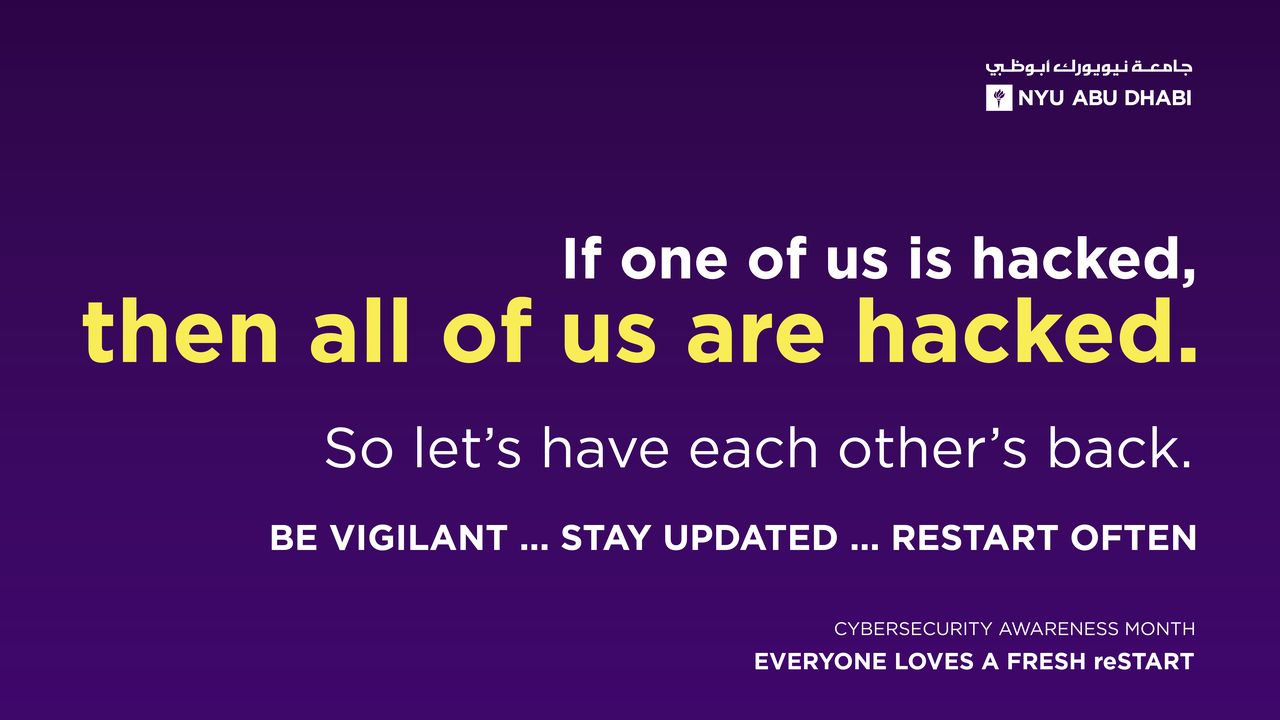 جامعة نيويورك أبوظبي
NYU ABU DHABI
If one of us is hacked,
then all of us are hacked.
So let’s have each other’s back.
BE VIGILANT ... STAY UPDATED ... RESTART OFTEN
CYBERSECURITY AWARENESS MONTH
EVERYONE LOVES A FRESH reSTART